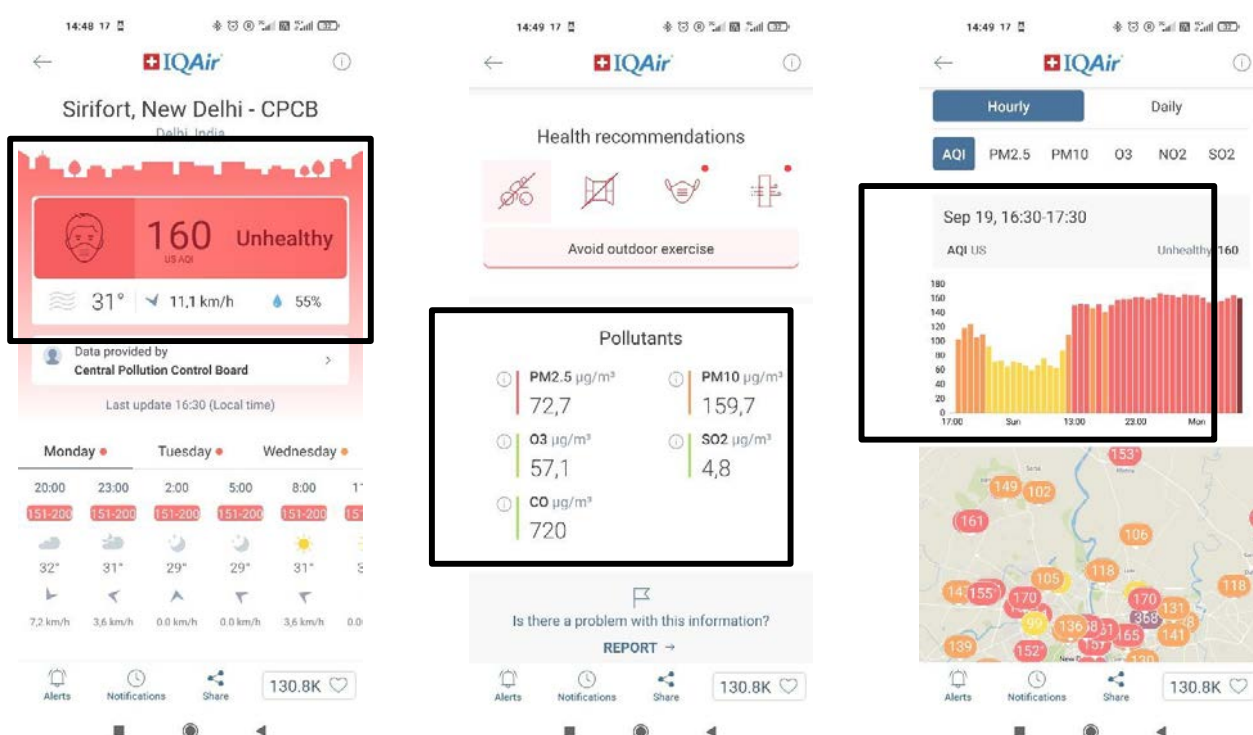 14:48 17
32
IQAir
Sirifort, New Delhi - CPCB
Delhi, India
160
US AQI
Unhealthy
31° 11,1 km/h 55%
Data provided by
Central Pollution Control Board
Last update 16:30 (Local time)
Monday Tuesday Wednesday
20:00 23:00 2:00 5:00 8:00
151-200 151-200 151-200 151-200 151-200
32° 31° 29° 29° 31°
7,2 km/h 3,6 km/h 0.0 km/h 0.0 km/h 3,6 km/h
Alerts Notifications Share 130.8K
14:49 17
32
IQAir
Health recommendations
Avoid outdoor exercise
Pollutants
PM2.5 µg/m³ PM10 µg/m³
72,7 159,7
O3 µg/m³ SO2 µg/m³
57,1 4,8
CO µg/m³
720
Is there a problem with this information?
REPORT →
Alerts Notifications Share 130.8K
14:49 17
32
IQAir
Hourly Daily
AQI PM2.5 PM10 O3 NO2 SO2
Sep 19, 16:30-17:30
AQI US Unhealthy 160
180
160
140
120
100
80
60
40
20
0
17:00 Sun 13:00 23:00 Mon
153
149 102
161
106
118
105
155 170 170 118
131
99 136 368
165 141
139 152
Alerts Notifications Share 130.8K